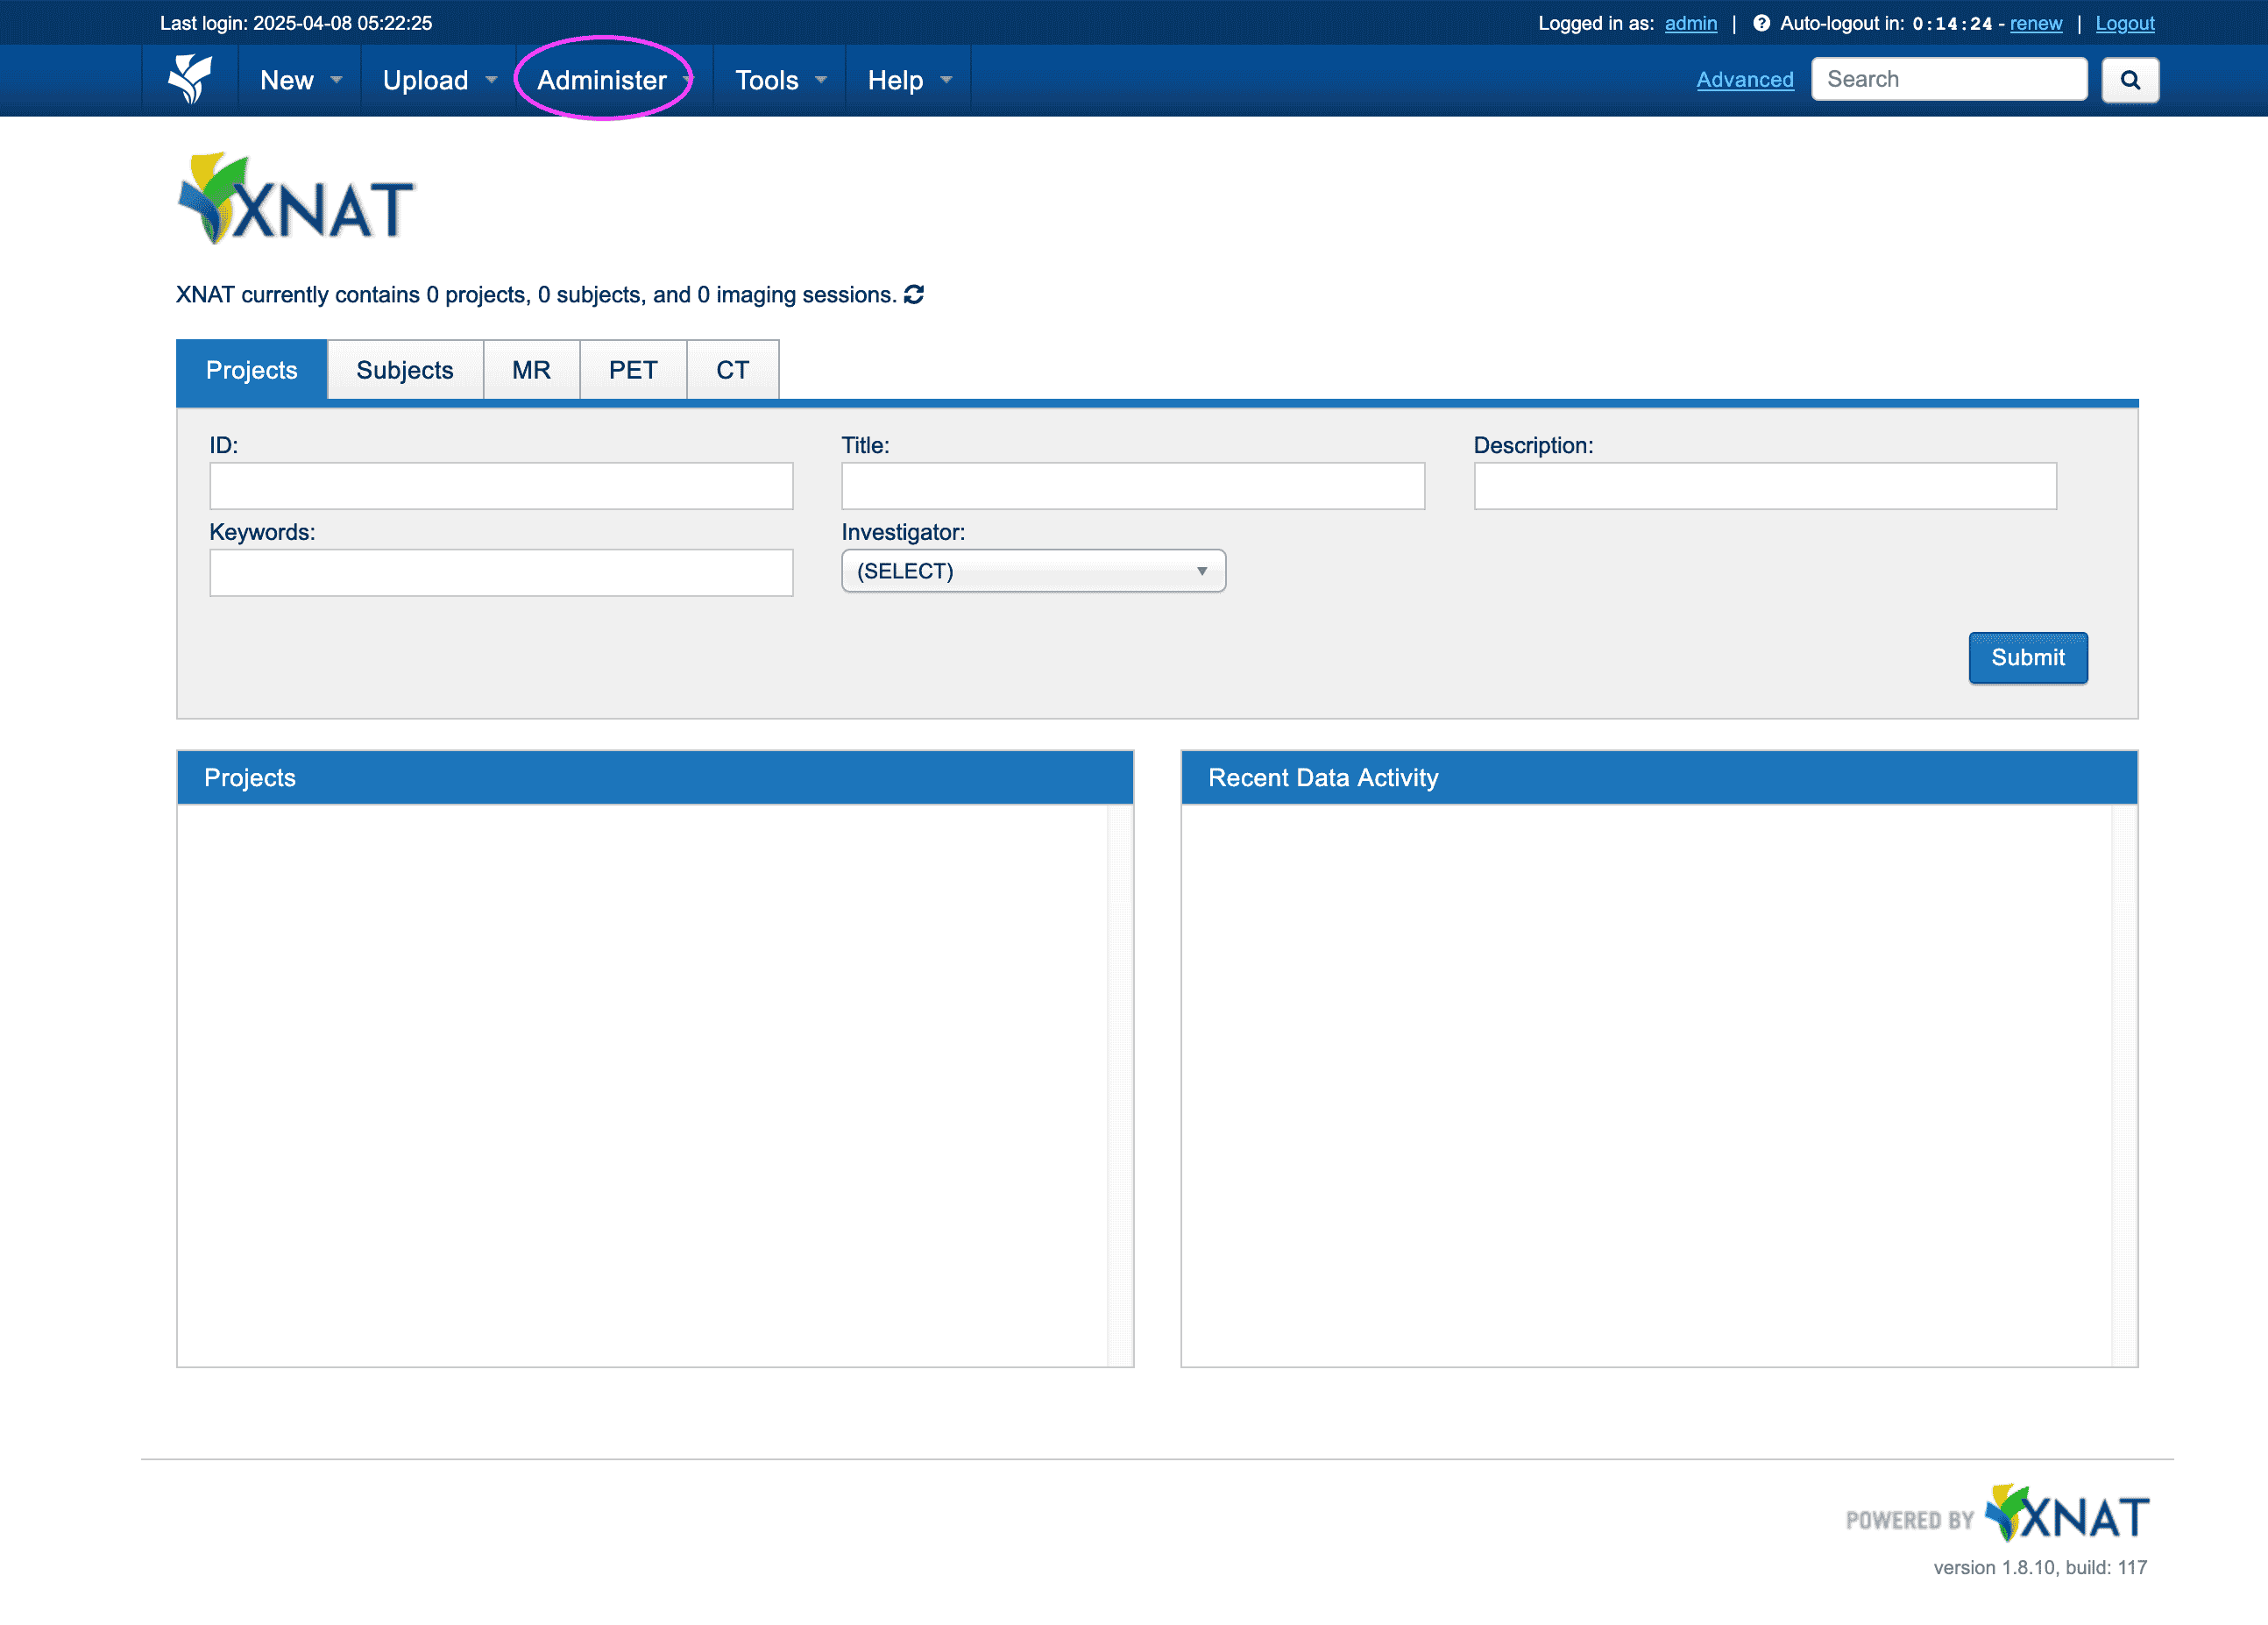 Last login: 2025-04-08 05:22:25
Logged in as: admin | Auto-logout in: 0:14:24 - renew | Logout
New Upload Administer Tools Help Advanced Search
XNAT
XNAT currently contains 0 projects, 0 subjects, and 0 imaging sessions.
Projects Subjects MR PET CT
ID: Title: Description:
Keywords: Investigator:
(SELECT)
Submit
Projects Recent Data Activity
POWERED BY XNAT
version 1.8.10, build: 117